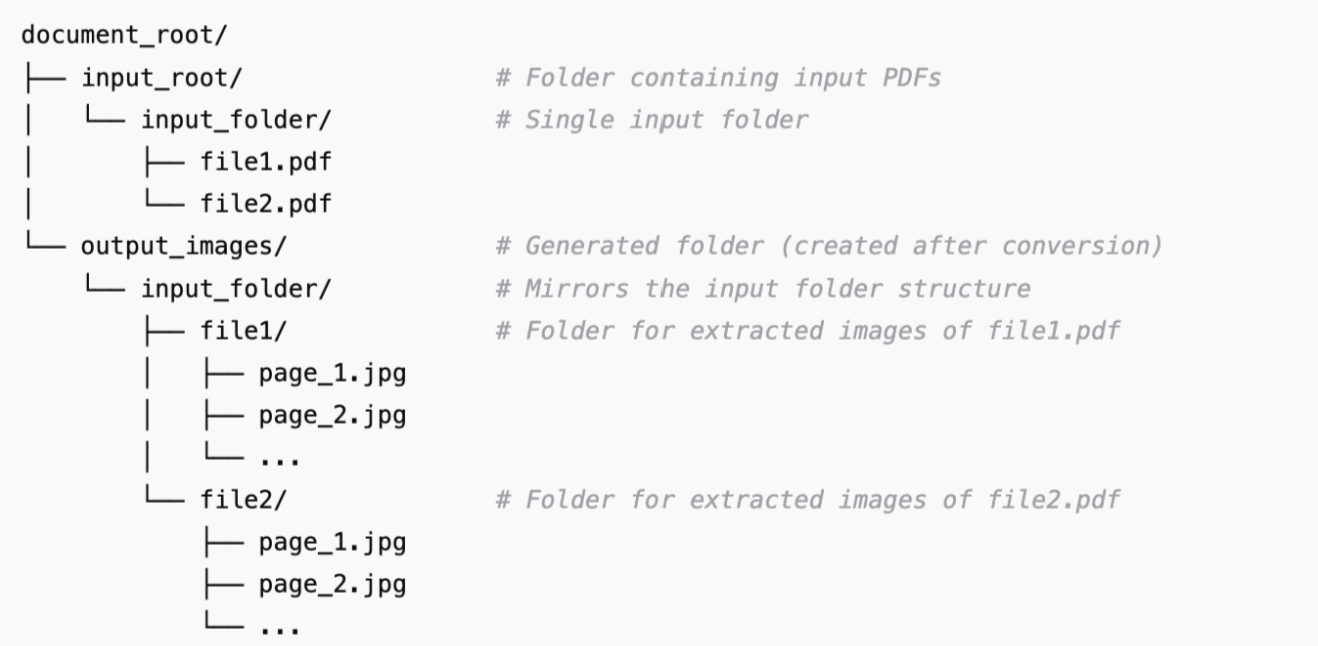 document_root/
├── input_root/                 # Folder containing input PDFs
│   └── input_folder/           # Single input folder
│       ├── file1.pdf
│       └── file2.pdf
└── output_images/              # Generated folder (created after conversion)
    └── input_folder/           # Mirrors the input folder structure
        ├── file1/              # Folder for extracted images of file1.pdf
        │   ├── page_1.jpg
        │   ├── page_2.jpg
        │   └── ...
        └── file2/              # Folder for extracted images of file2.pdf
            ├── page_1.jpg
            ├── page_2.jpg
            └── ...